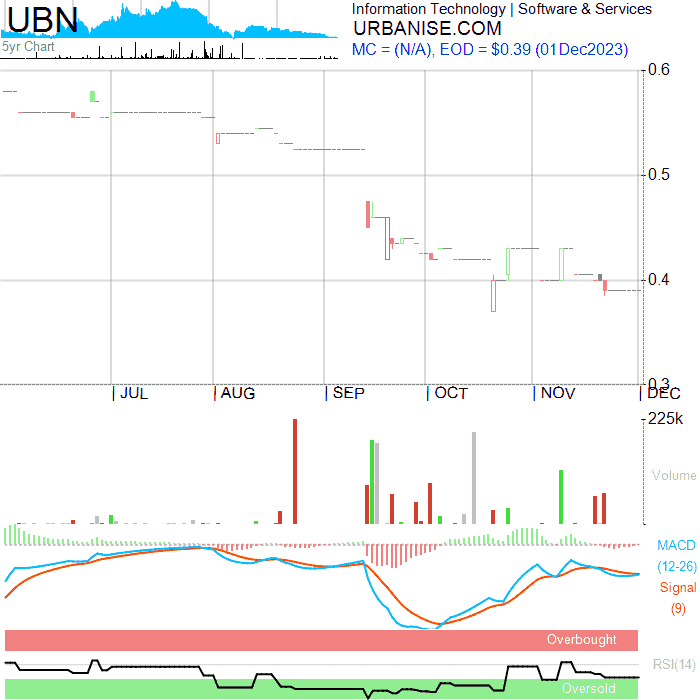 UBN
5yr Chart
Information Technology | Software & Services
URBANISE.COM
MC = (N/A), EOD = $0.39 (01Dec2023)
0.6
0.5
0.4
0.3
| JUL | AUG | SEP | OCT | NOV | DEC
225k
Volume
MACD
(12-26)
Signal
(9)
Overbought
RSI(14)
Oversold